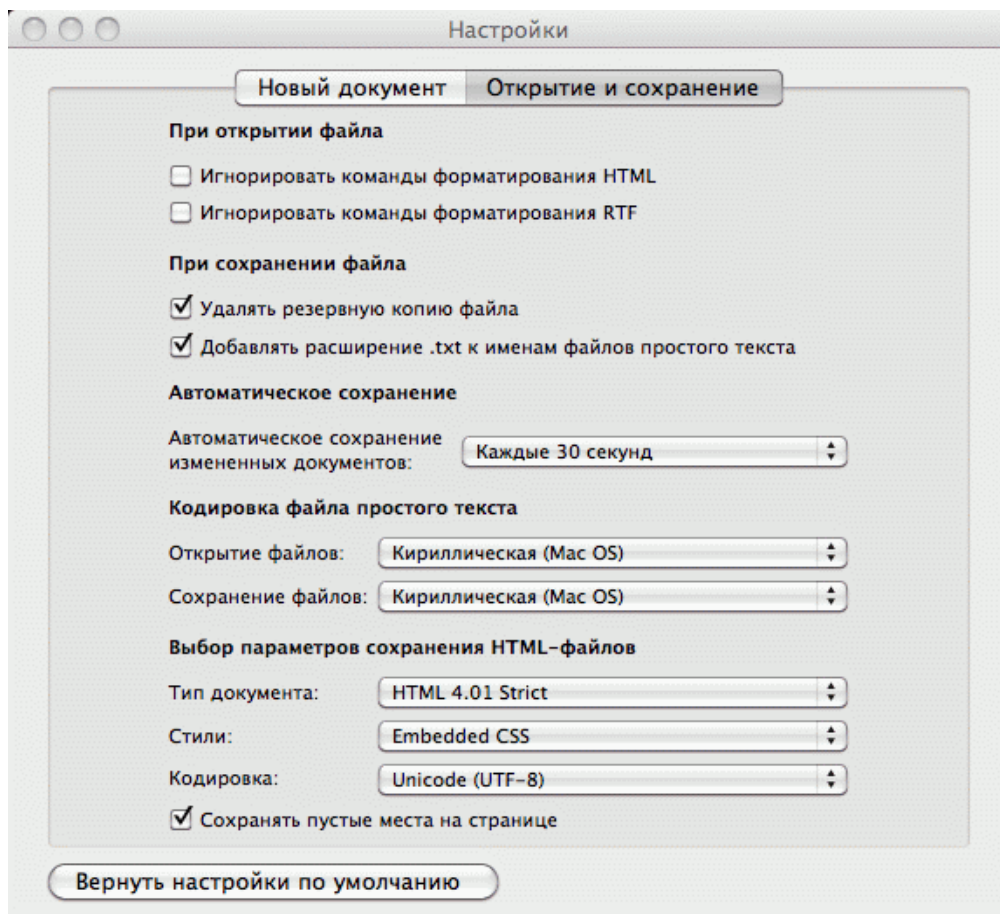 Настройки
Новый документ Открытие и сохранение
При открытии файла
Игнорировать команды форматирования HTML
Игнорировать команды форматирования RTF
При сохранении файла
Удалять резервную копию файла
Добавлять расширение .txt к именам файлов простого текста
Автоматическое сохранение
Автоматическое сохранение
измененных документов: Каждые 30 секунд
Кодировка файла простого текста
Открытие файлов: Кириллическая (Mac OS)
Сохранение файлов: Кириллическая (Mac OS)
Выбор параметров сохранения HTML-файлов
Тип документа: HTML 4.01 Strict
Стили: Embedded CSS
Кодировка: Unicode (UTF-8)
Сохранять пустые места на странице
Вернуть настройки по умолчанию